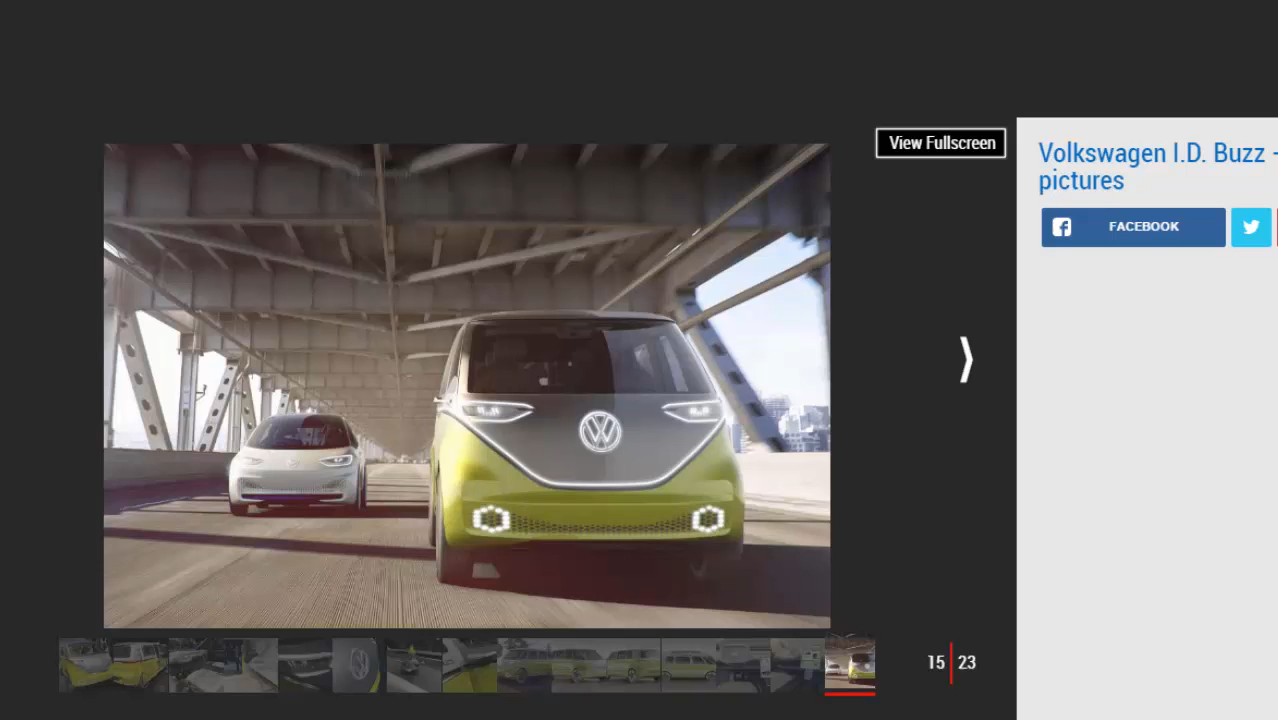 View Fullscreen
Volkswagen I.D. Buzz -
pictures
FACEBOOK
15 23